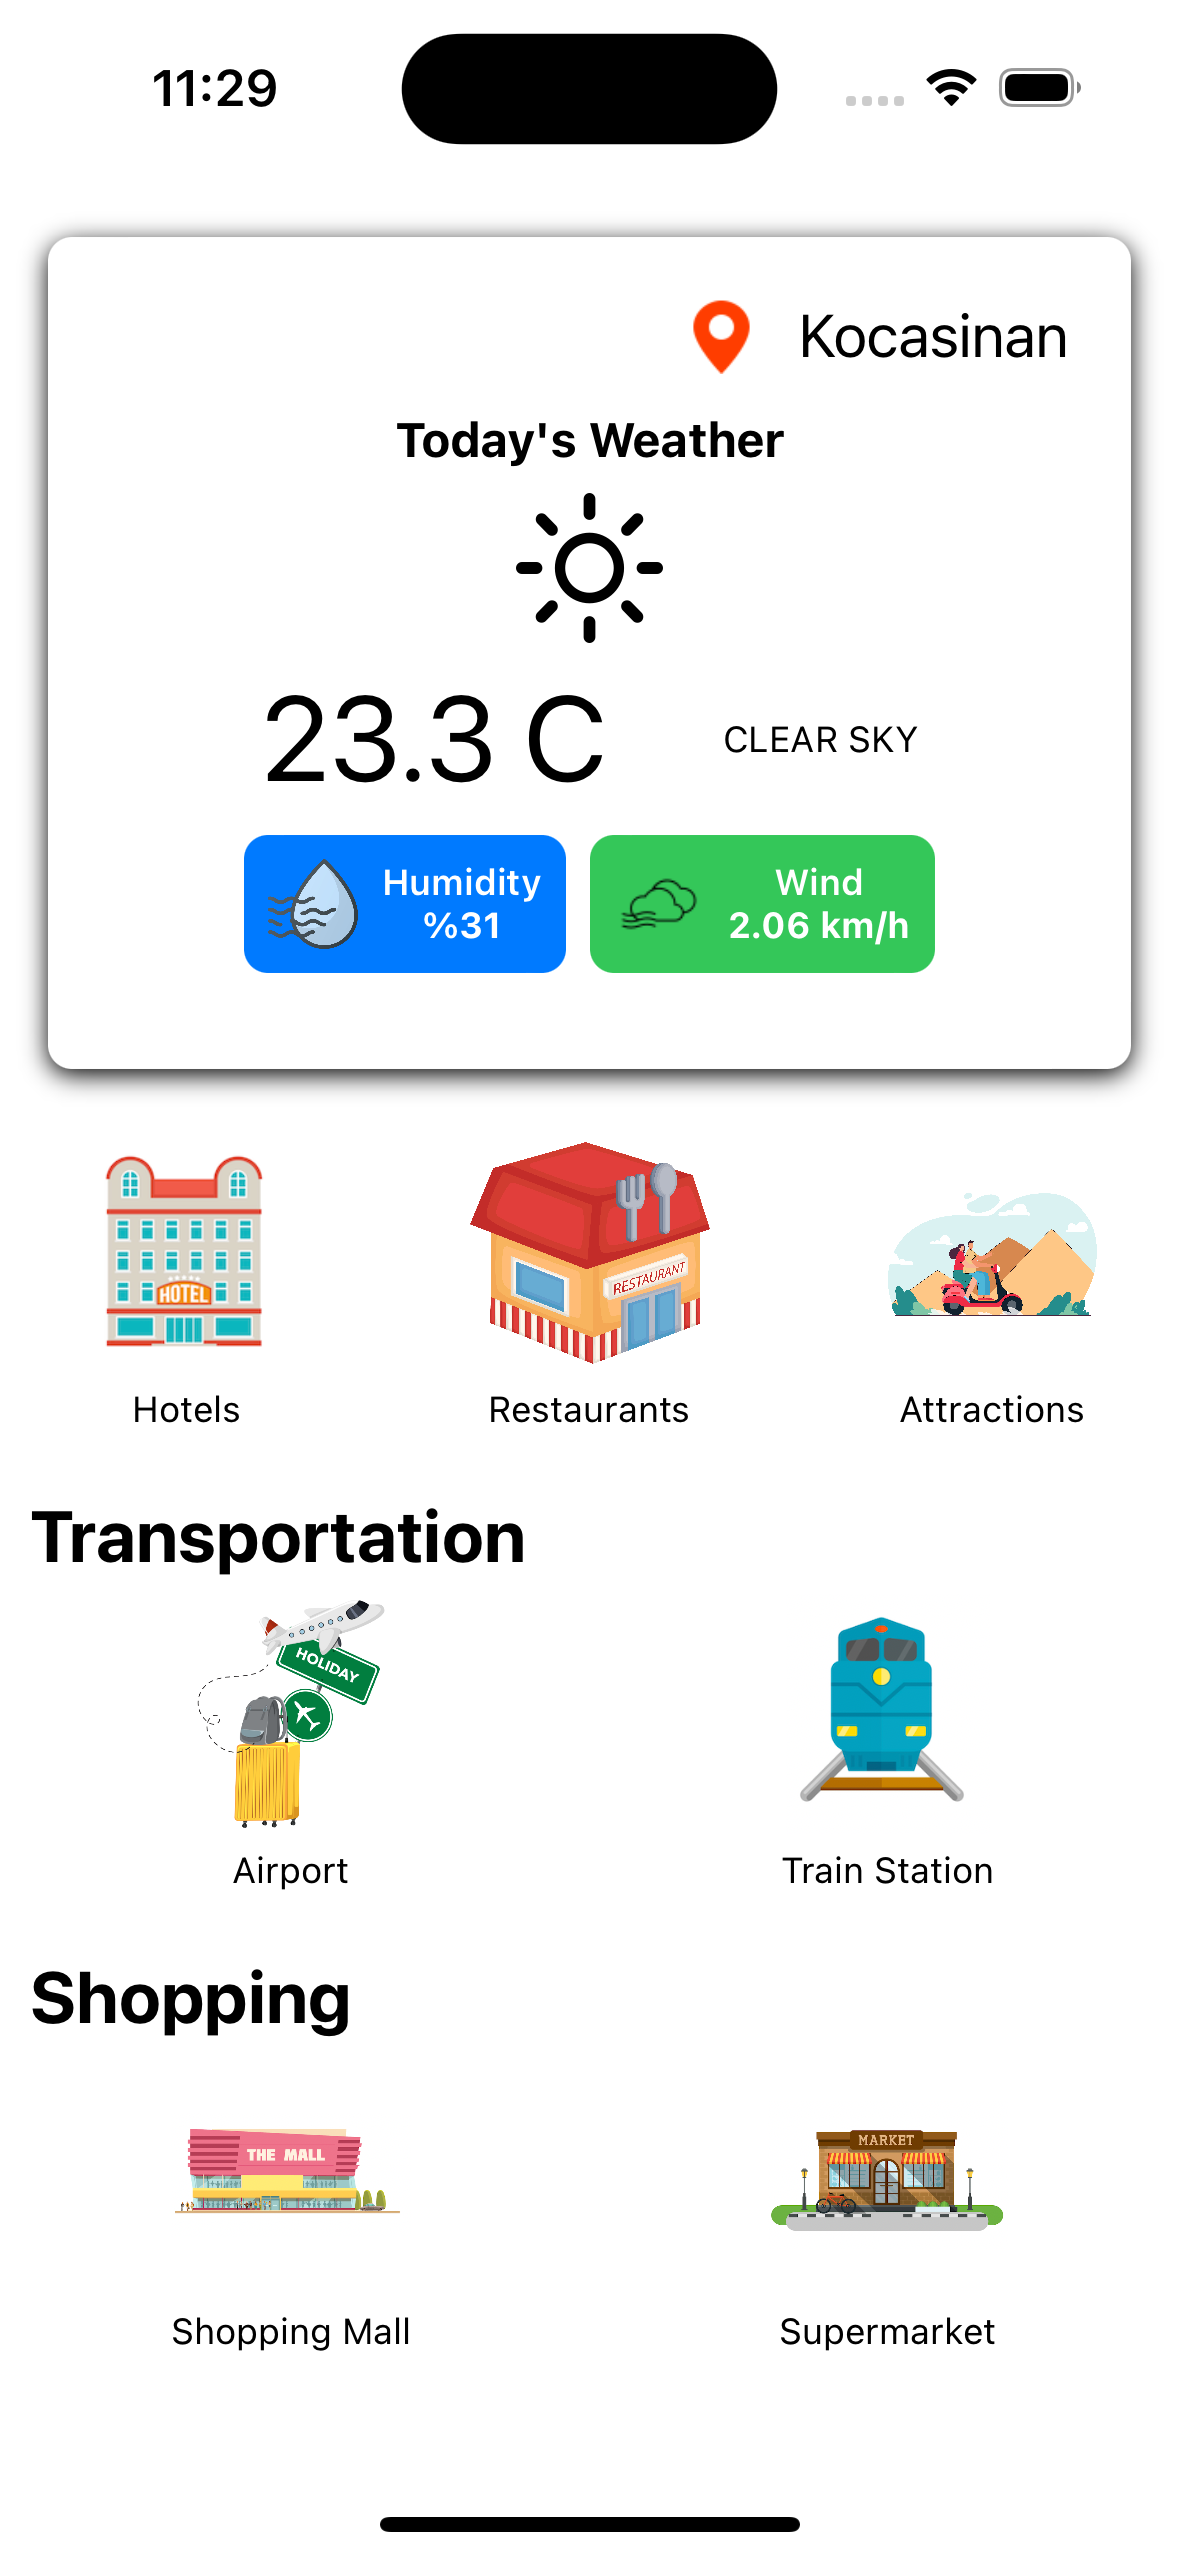 11:29
Kocasinan
Today's Weather
23.3 C
CLEAR SKY
Humidity
%31
Wind
2.06 km/h
HOTEL
RESTAURANT
Hotels
Restaurants
Attractions
Transportation
HOLIDAY
Airport
Train Station
Shopping
THE MALL
MARKET
Shopping Mall
Supermarket